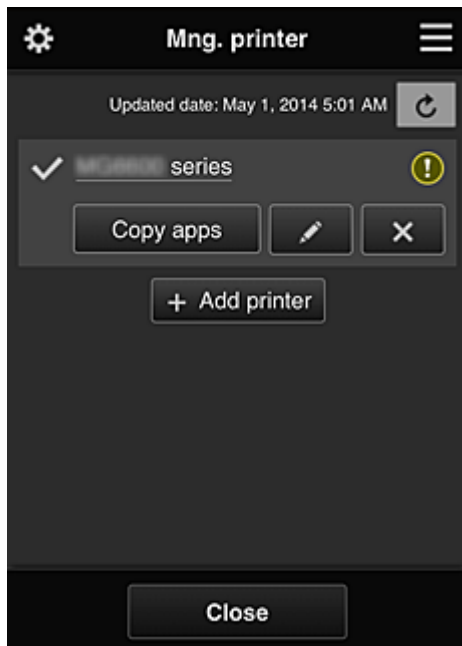 Mng. printer
Updated date: May 1, 2014 5:01 AM
series
Copy apps
+ Add printer
Close